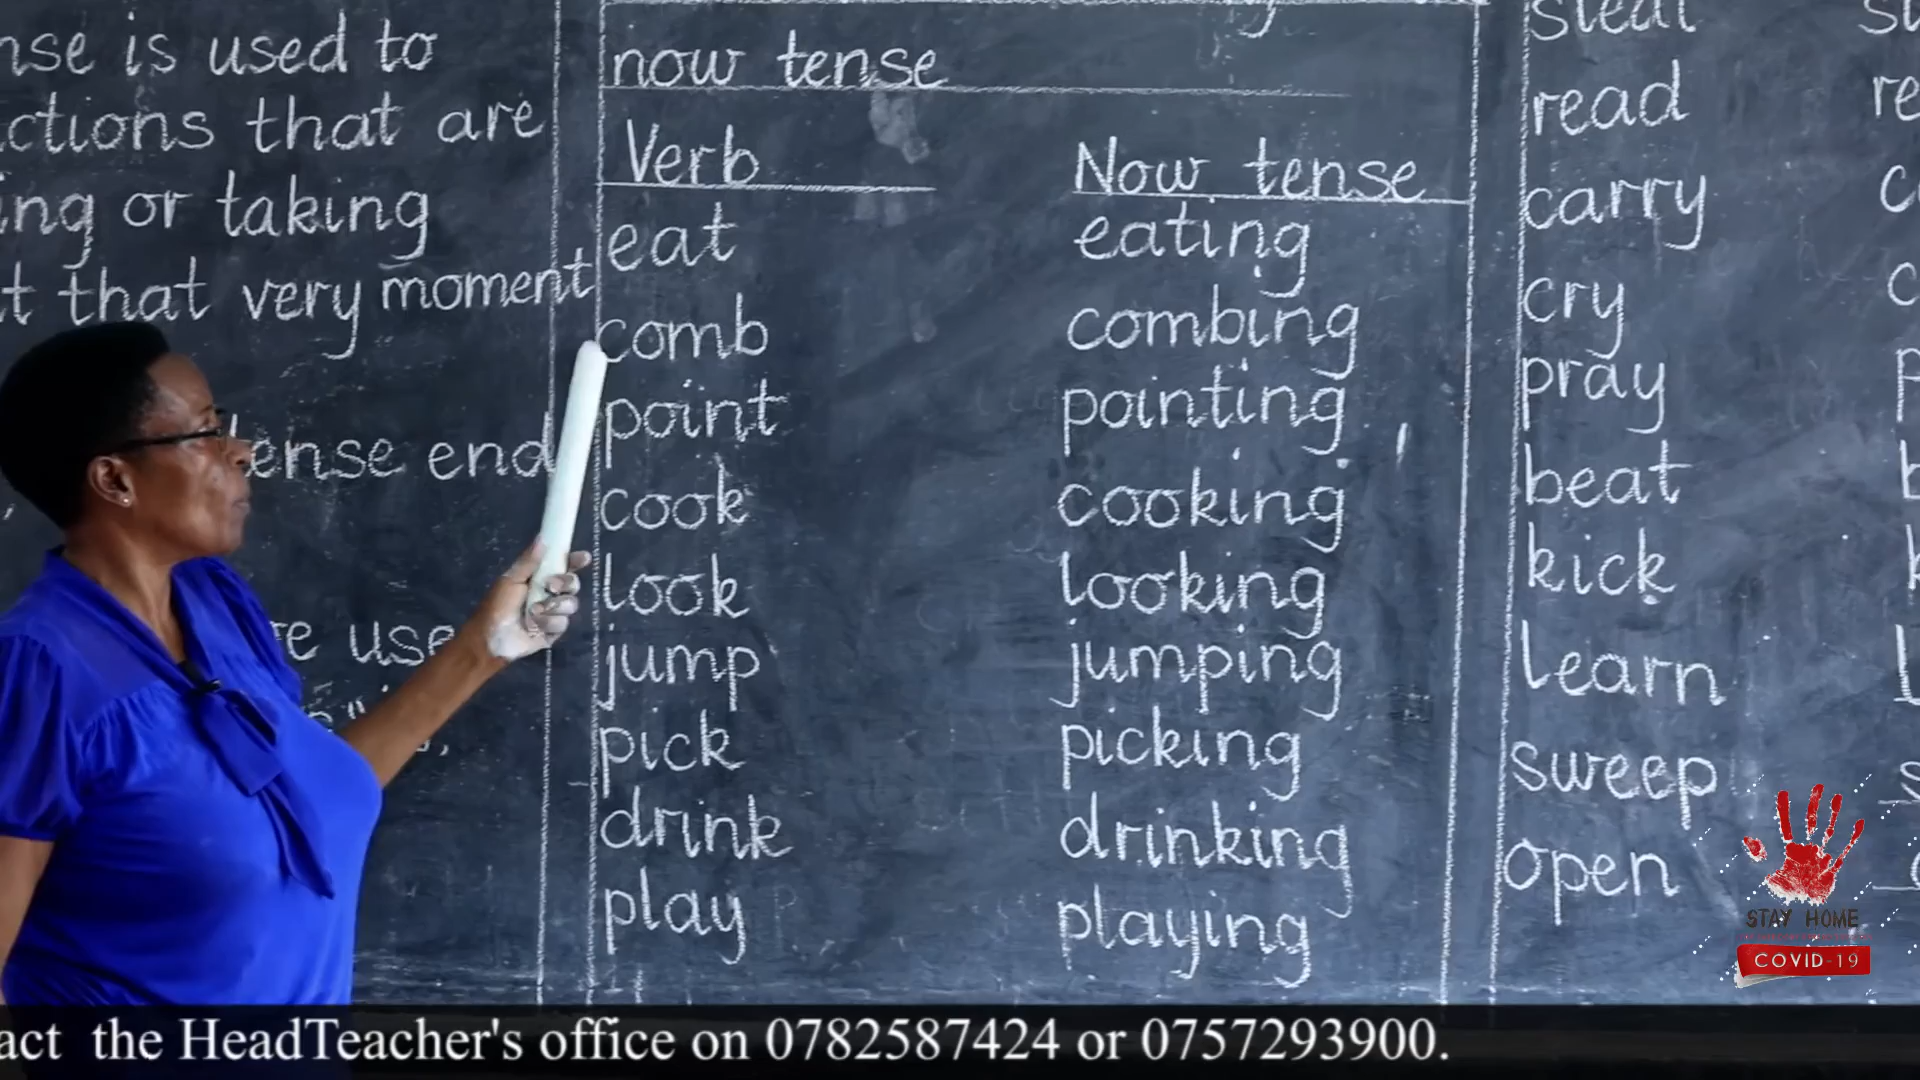 nse is used to
ctions that are
ing or taking
t that very moment
tense end
use
now tense
Verb Now tense
eat eating
comb combing
point pointing
cook cooking
look looking
jump jumping
pick picking
drink drinking
play playing
steal
read re
carry
cry
pray
beat
kick
learn
sweep
open
STAY HOME
COVID-19
act the HeadTeacher's office on 0782587424 or 0757293900.